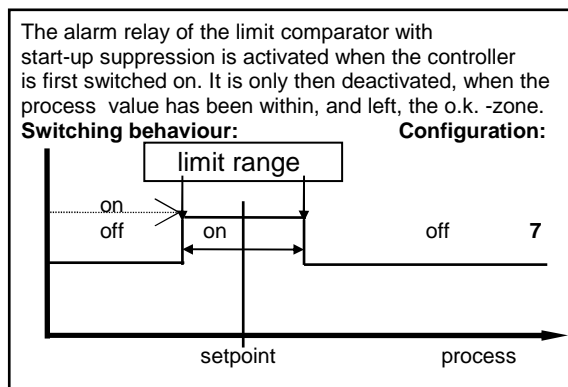 The alarm relay of the limit comparator with
start-up suppression is activated when the controller
is first switched on. It is only then deactivated, when the
process value has been within, and left, the o.k. -zone.
Switching behaviour: Configuration:
limit range
on
off on off 7
setpoint process